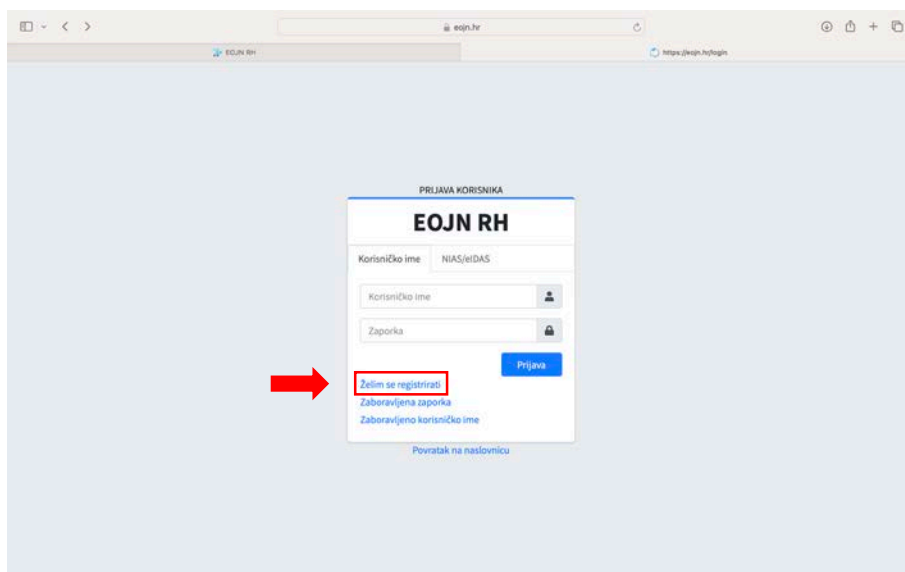 eojn.hr
EOJN RH
https://eojn.hr/login
PRIJAVA KORISNIKA
EOJN RH
Korisničko ime
NIAS/eIDAS
Korisničko ime
Zaporka
Prijava
Želim se registrirati
Zaboravljena zaporka
Zaboravljeno korisničko ime
Povratak na naslovnicu